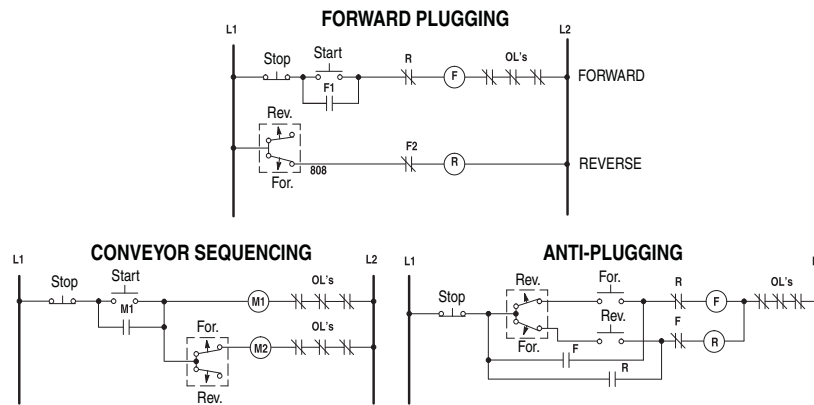 FORWARD PLUGGING
L1
L2
Stop
Start
R
F
OL's
FORWARD
F1
Rev.
F2
R
REVERSE
808
For.
CONVEYOR SEQUENCING
L1
L2
Stop
Start
M1
M1
OL's
For.
M2
OL's
Rev.
ANTI-PLUGGING
L1
Stop
Rev.
For.
R
F
OL's
Rev.
F
R
For.
F
R